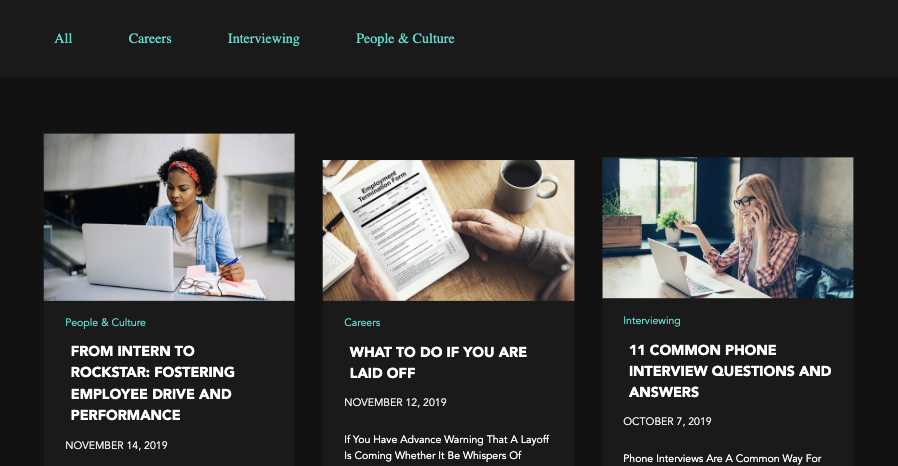 All
Careers
Interviewing
People & Culture
Employment
Termination Form
People & Culture
FROM INTERN TO
ROCKSTAR: FOSTERING
EMPLOYEE DRIVE AND
PERFORMANCE
NOVEMBER 14, 2019
Careers
WHAT TO DO IF YOU ARE
LAID OFF
NOVEMBER 12, 2019
If You Have Advance Warning That A Layoff
Is Coming Whether It Be Whispers Of
Interviewing
11 COMMON PHONE
INTERVIEW QUESTIONS AND
ANSWERS
OCTOBER 7, 2019
Phone Interviews Are A Common Way For